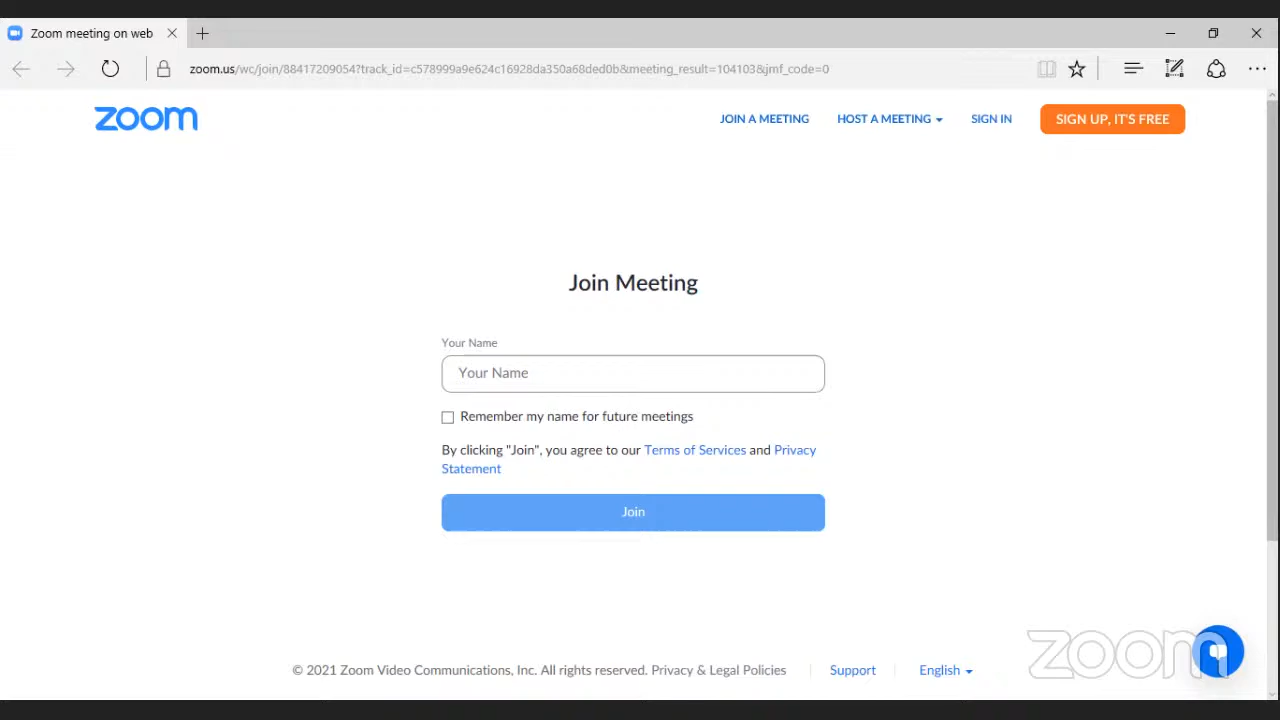 Zoom meeting on web
zoom.us/wc/join/88417209054?track_id=c578999a9e624c16928da350a68ded0b&meeting_result=104103&jmf_code=0
zoom
JOIN A MEETING
HOST A MEETING
SIGN IN
SIGN UP, IT'S FREE
Join Meeting
Your Name
Your Name
Remember my name for future meetings
By clicking "Join", you agree to our Terms of Services and Privacy
Statement
Join
© 2021 Zoom Video Communications, Inc. All rights reserved. Privacy & Legal Policies
Support
English
zoom